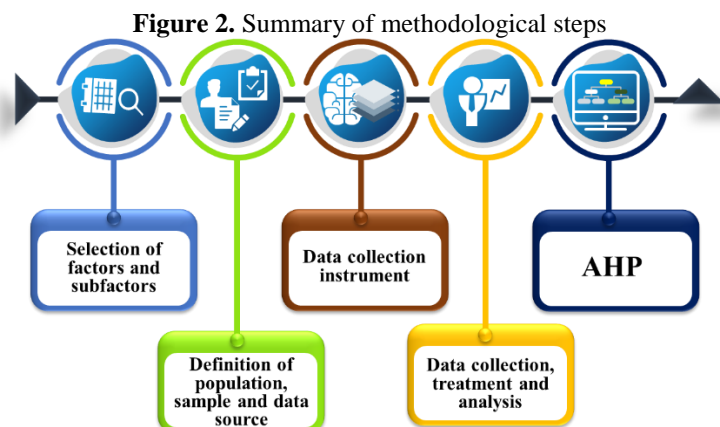 Figure 2. Summary of methodological steps
Selection of
factors and
subfactors
Definition of
population,
sample and data
source
Data collection
instrument
Data collection,
treatment and
analysis
AHP